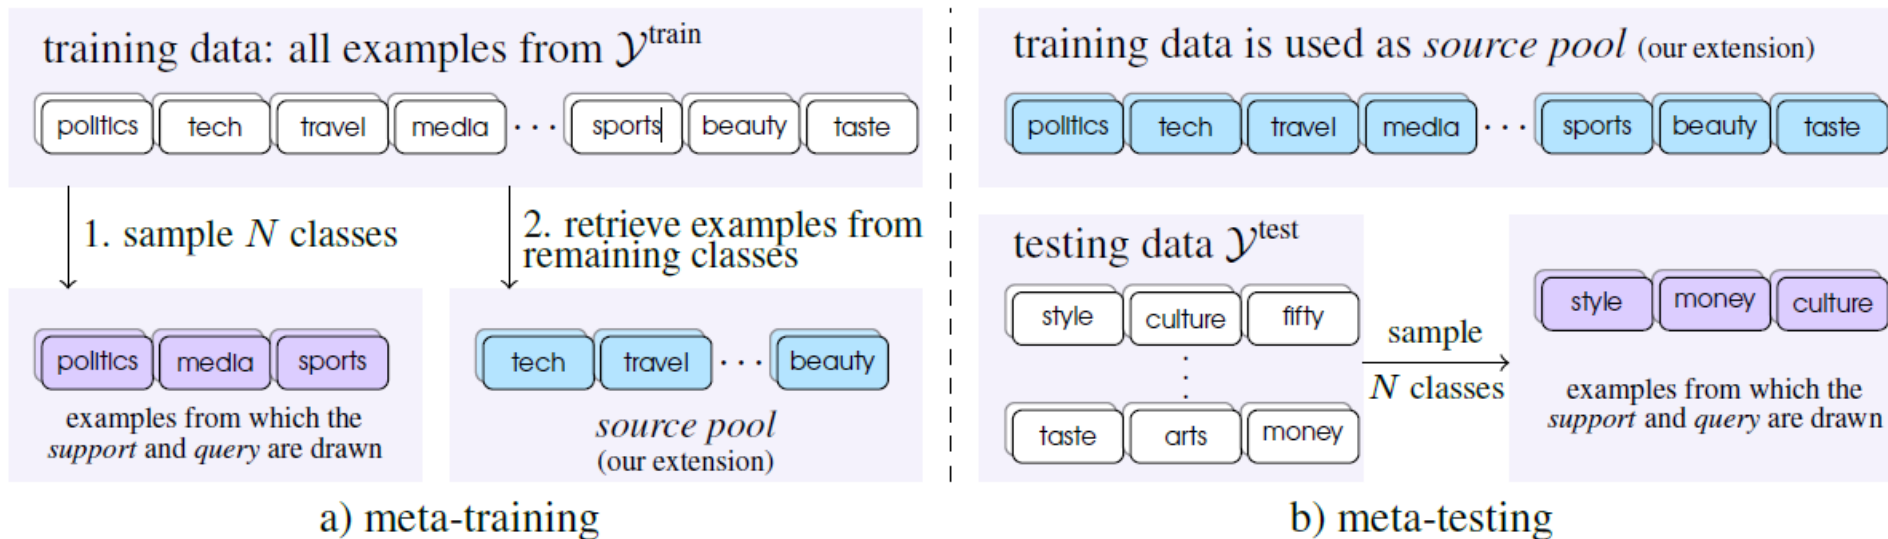 training data: all examples from 𝒴^train
politics tech travel media ··· sports beauty taste
1. sample N classes
2. retrieve examples from
remaining classes
politics media sports
examples from which the
support and query are drawn
tech travel ··· beauty
source pool
(our extension)
a) meta-training
training data is used as source pool (our extension)
politics tech travel media ··· sports beauty taste
testing data 𝒴^test
style culture fifty
⋮
taste arts money
sample
N classes
style money culture
examples from which the
support and query are drawn
b) meta-testing